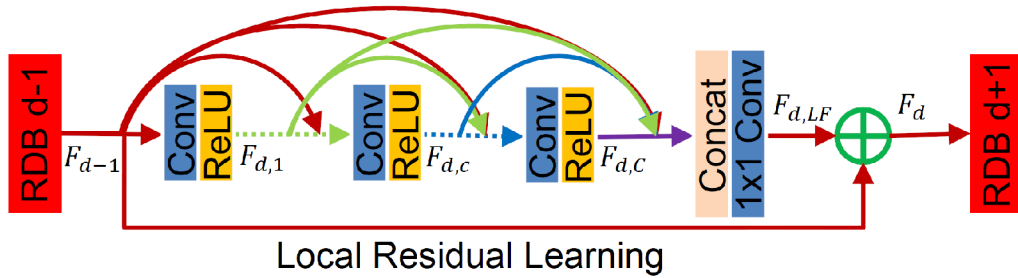 RDB d-1
F_{d-1}
Conv
ReLU
F_{d,1}
Conv
ReLU
F_{d,c}
Conv
ReLU
F_{d,C}
Concat
1x1 Conv
F_{d,LF}
F_d
RDB d+1
Local Residual Learning